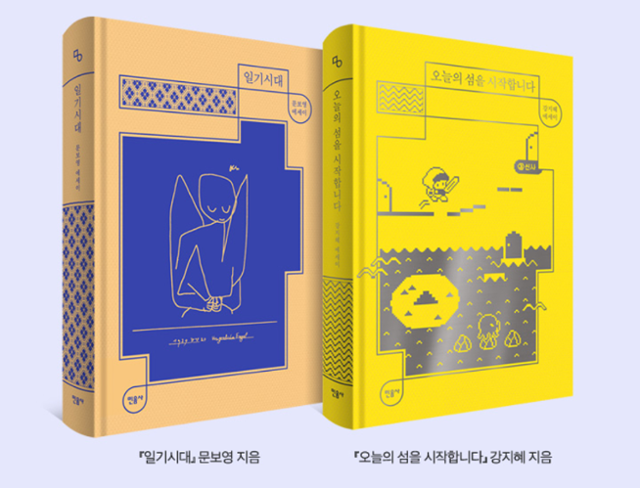 일기시대
문보영
에세이
일기시대
문보영 에세이
민음사
오늘의 섬을 시작합니다
강지혜
에세이
오늘의 섬을 시작합니다
강지혜 에세이
민음사
『일기시대』 문보영 지음
『오늘의 섬을 시작합니다』 강지혜 지음